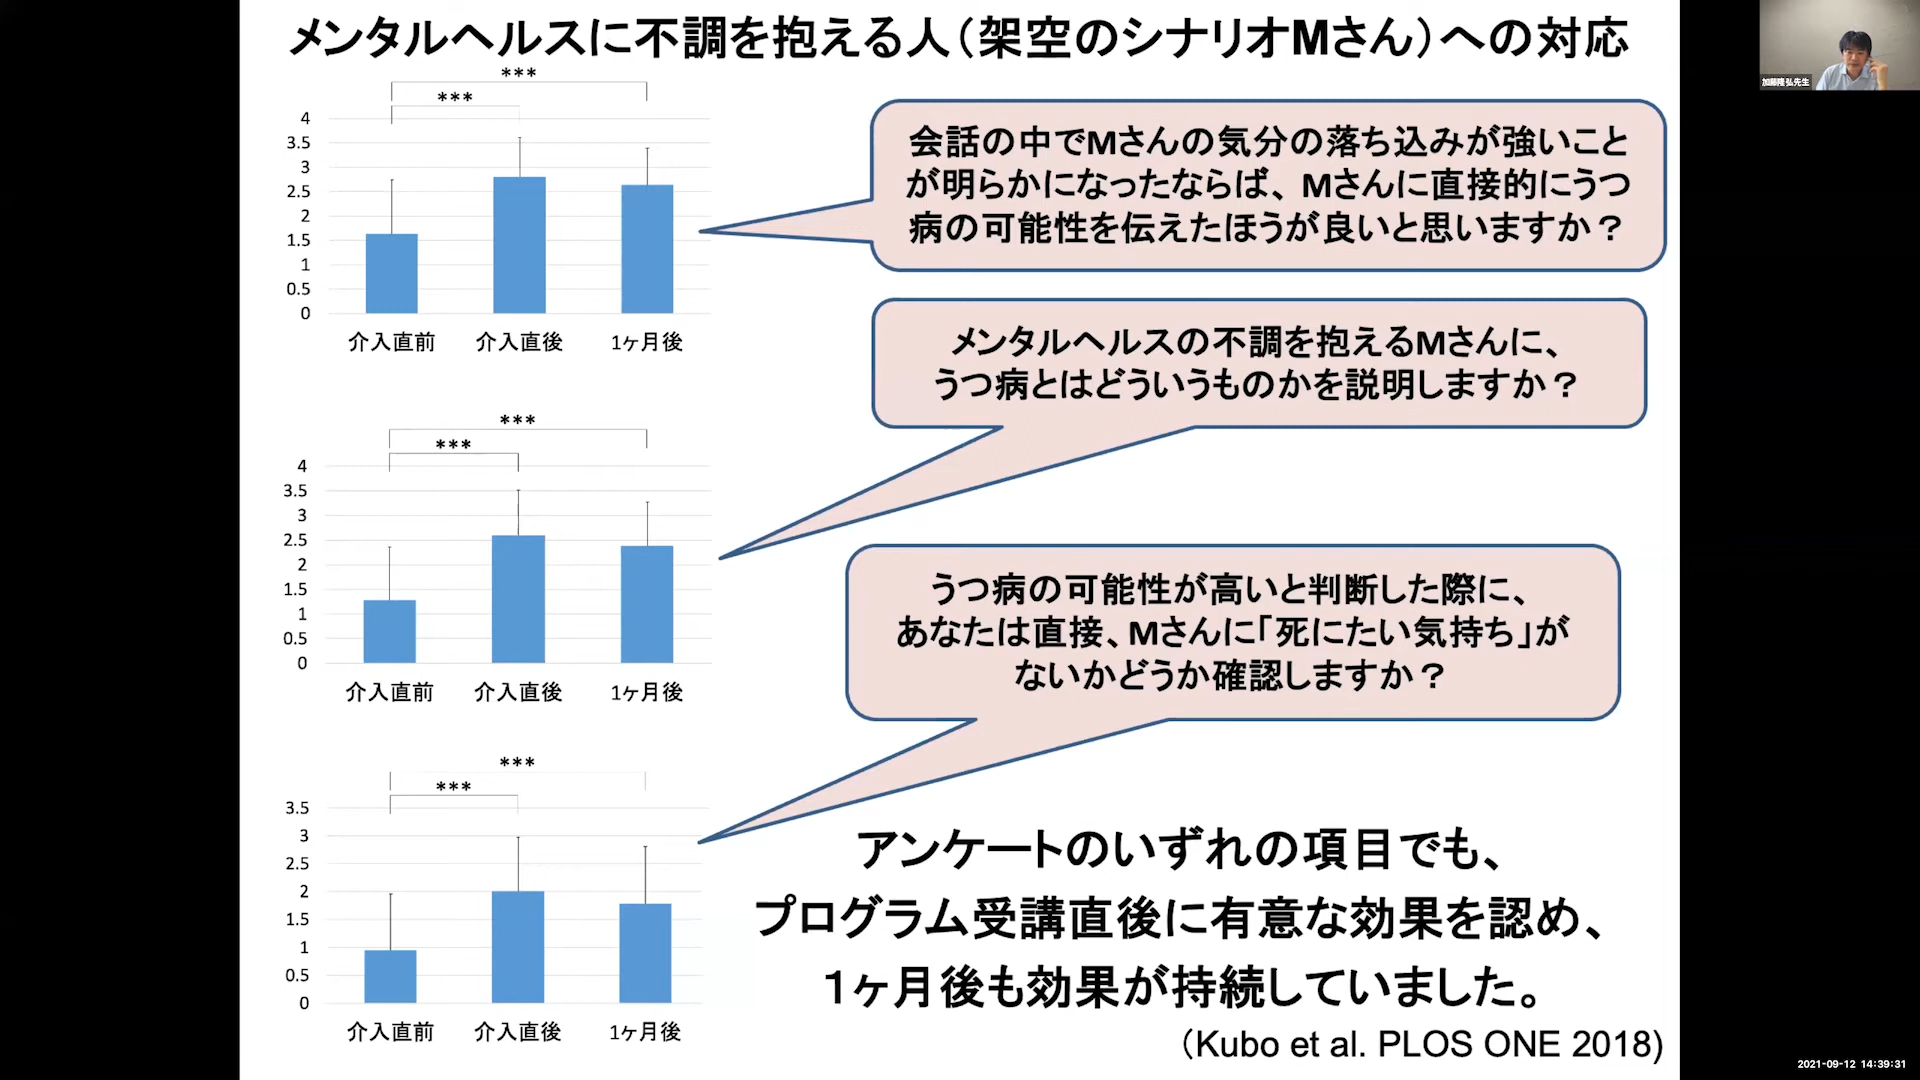 メンタルヘルスに不調を抱える人（架空のシナリオMさん）への対応
***
***
4
3.5
3
2.5
2
1.5
1
0.5
0
介入直前
介入直後
1ヶ月後
会話の中でMさんの気分の落ち込みが強いこと
が明らかになったならば、Mさんに直接的にうつ
病の可能性を伝えたほうが良いと思いますか？
***
***
4
3.5
3
2.5
2
1.5
1
0.5
0
介入直前
介入直後
1ヶ月後
メンタルヘルスの不調を抱えるMさんに、
うつ病とはどういうものかを説明しますか？
***
***
3.5
3
2.5
2
1.5
1
0.5
0
介入直前
介入直後
1ヶ月後
うつ病の可能性が高いと判断した際に、
あなたは直接、Mさんに「死にたい気持ち」が
ないかどうか確認しますか？
アンケートのいずれの項目でも、
プログラム受講直後に有意な効果を認め、
１ヶ月後も効果が持続していました。
（Kubo et al. PLOS ONE 2018)
加藤隆弘先生
2021-09-12 14:39:31